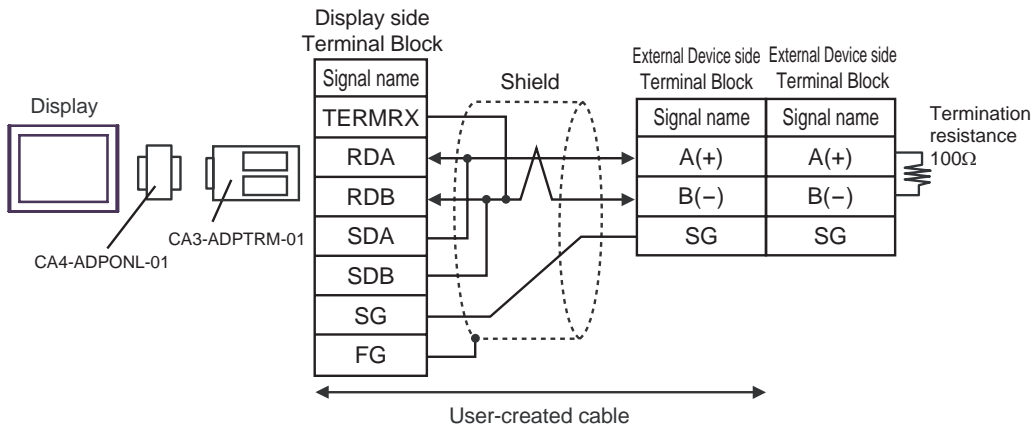 Display
CA4-ADPONL-01
CA3-ADPTRM-01
Display side
Terminal Block
Signal name
TERMRX
RDA
RDB
SDA
SDB
SG
FG
Shield
External Device side
Terminal Block
Signal name
A(+)
B(−)
SG
External Device side
Terminal Block
Signal name
A(+)
B(−)
SG
Termination
resistance
100Ω
User-created cable